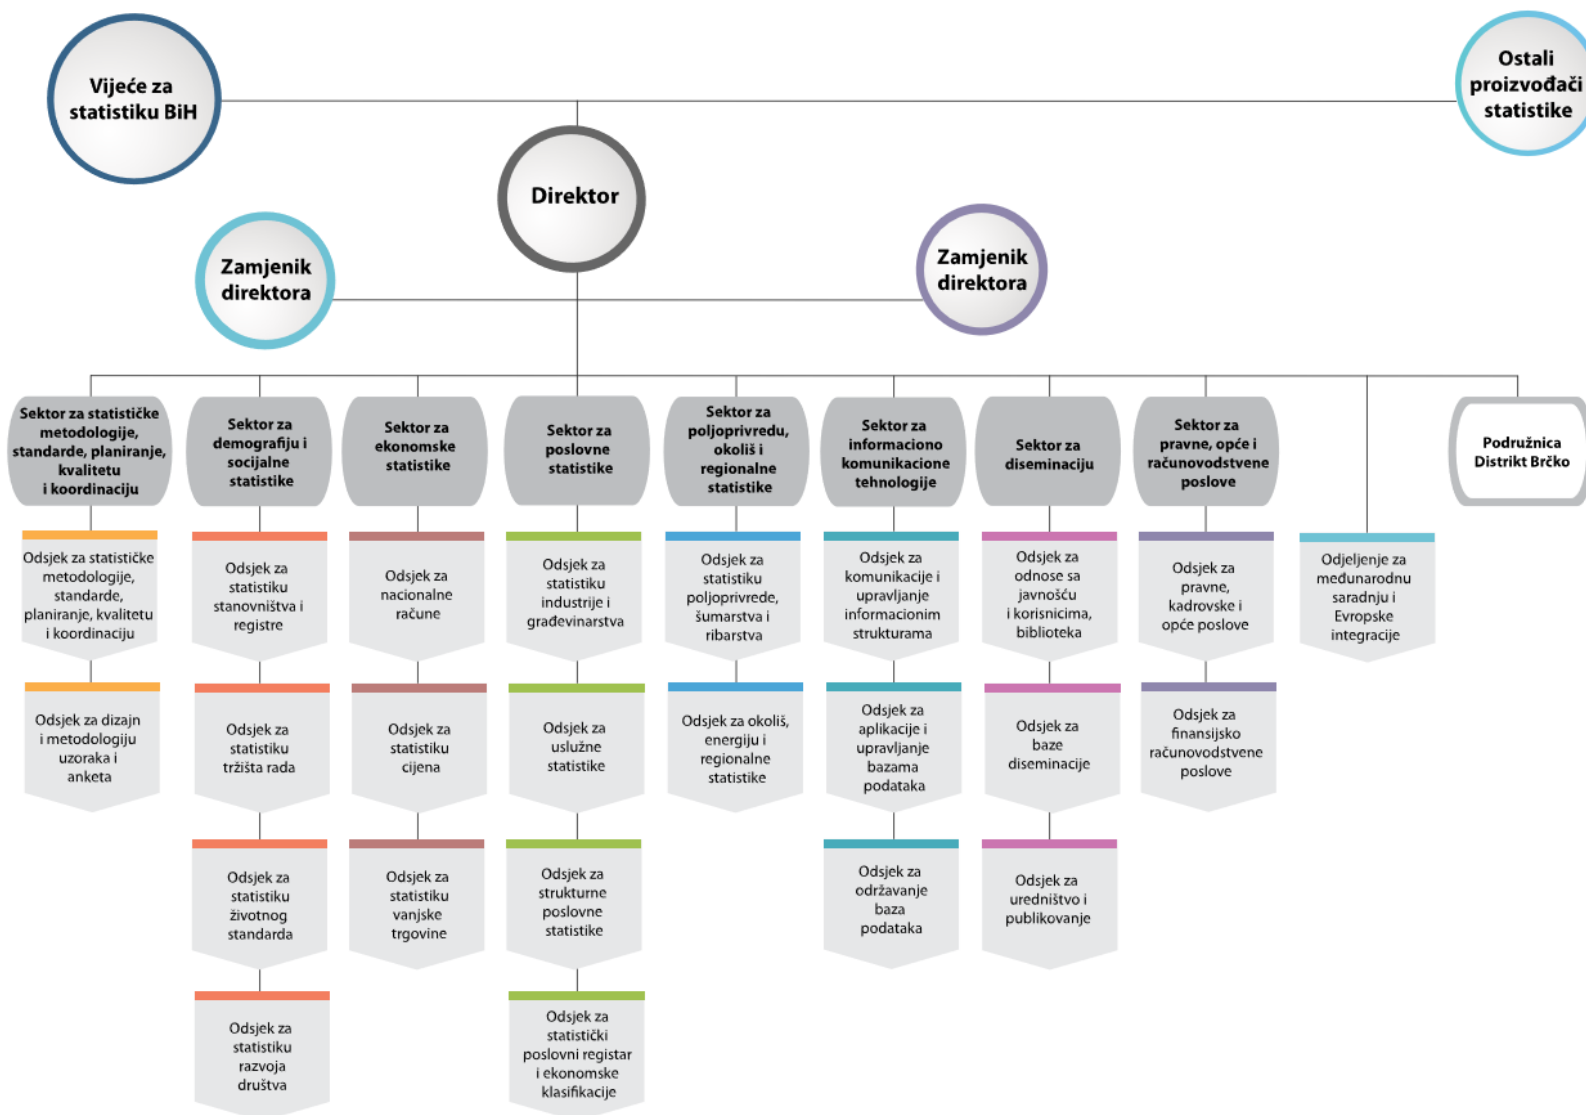 Vijeće za
statistiku BiH
Ostali
proizvođači
statistike
Direktor
Zamjenik
direktora
Zamjenik
direktora
Sektor za statističke
metodologije,
standarde, planiranje,
kvalitetu
i koordinaciju
Sektor za
demografiju i
socijalne
statistike
Sektor za
ekonomske
statistike
Sektor za
poslovne
statistike
Sektor za
poljoprivredu,
okoliš i
regionalne
statistike
Sektor za
informaciono
komunikacione
tehnologije
Sektor za
diseminaciju
Sektor za
pravne, opće i
računovodstvene
poslove
Podružnica
Distrikt Brčko
Odsjek za statističke
metodologije,
standarde,
planiranje, kvalitetu
i koordinaciju
Odsjek za
statistiku
stanovništva i
registre
Odsjek za
nacionalne
račune
Odsjek za
statistiku
industrije i
građevinarstva
Odsjek za
statistiku
poljoprivrede,
šumarstva i
ribarstva
Odsjek za
komunikacije i
upravljanje
informacionim
strukturama
Odsjek za
odnose sa
javnošću
i korisnicima,
biblioteka
Odsjek za
pravne,
kadrovske i
opće poslove
Odjeljenje za
međunarodnu
saradnju i
Evropske
integracije
Odsjek za dizajn
i metodologiju
uzoraka i
anketa
Odsjek za
statistiku
tržišta rada
Odsjek za
statistiku
cijena
Odsjek za
uslužne
statistike
Odsjek za okoliš,
energiju i
regionalne
statistike
Odsjek za
aplikacije i
upravljanje
bazama
podataka
Odsjek za
baze
diseminacije
Odsjek za
finansijsko
računovodstvene
poslove
Odsjek za
statistiku
životnog
standarda
Odsjek za
statistiku
vanjske
trgovine
Odsjek za
strukturne
poslovne
statistike
Odsjek za
održavanje
baza
podataka
Odsjek za
uredništvo i
publikovanje
Odsjek za
statistiku
razvoja
društva
Odsjek za
statistički
poslovni registar
i ekonomske
klasifikacije